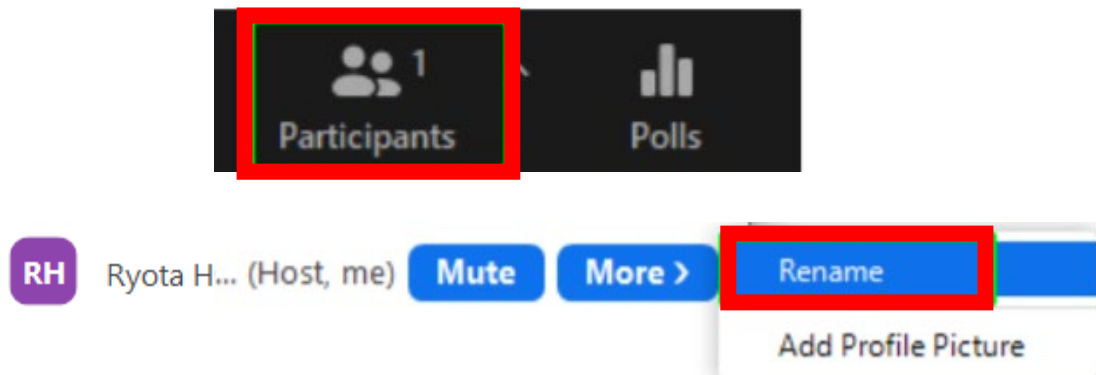 1
Participants
Polls
RH
Ryota H... (Host, me)
Mute
More >
Rename
Add Profile Picture